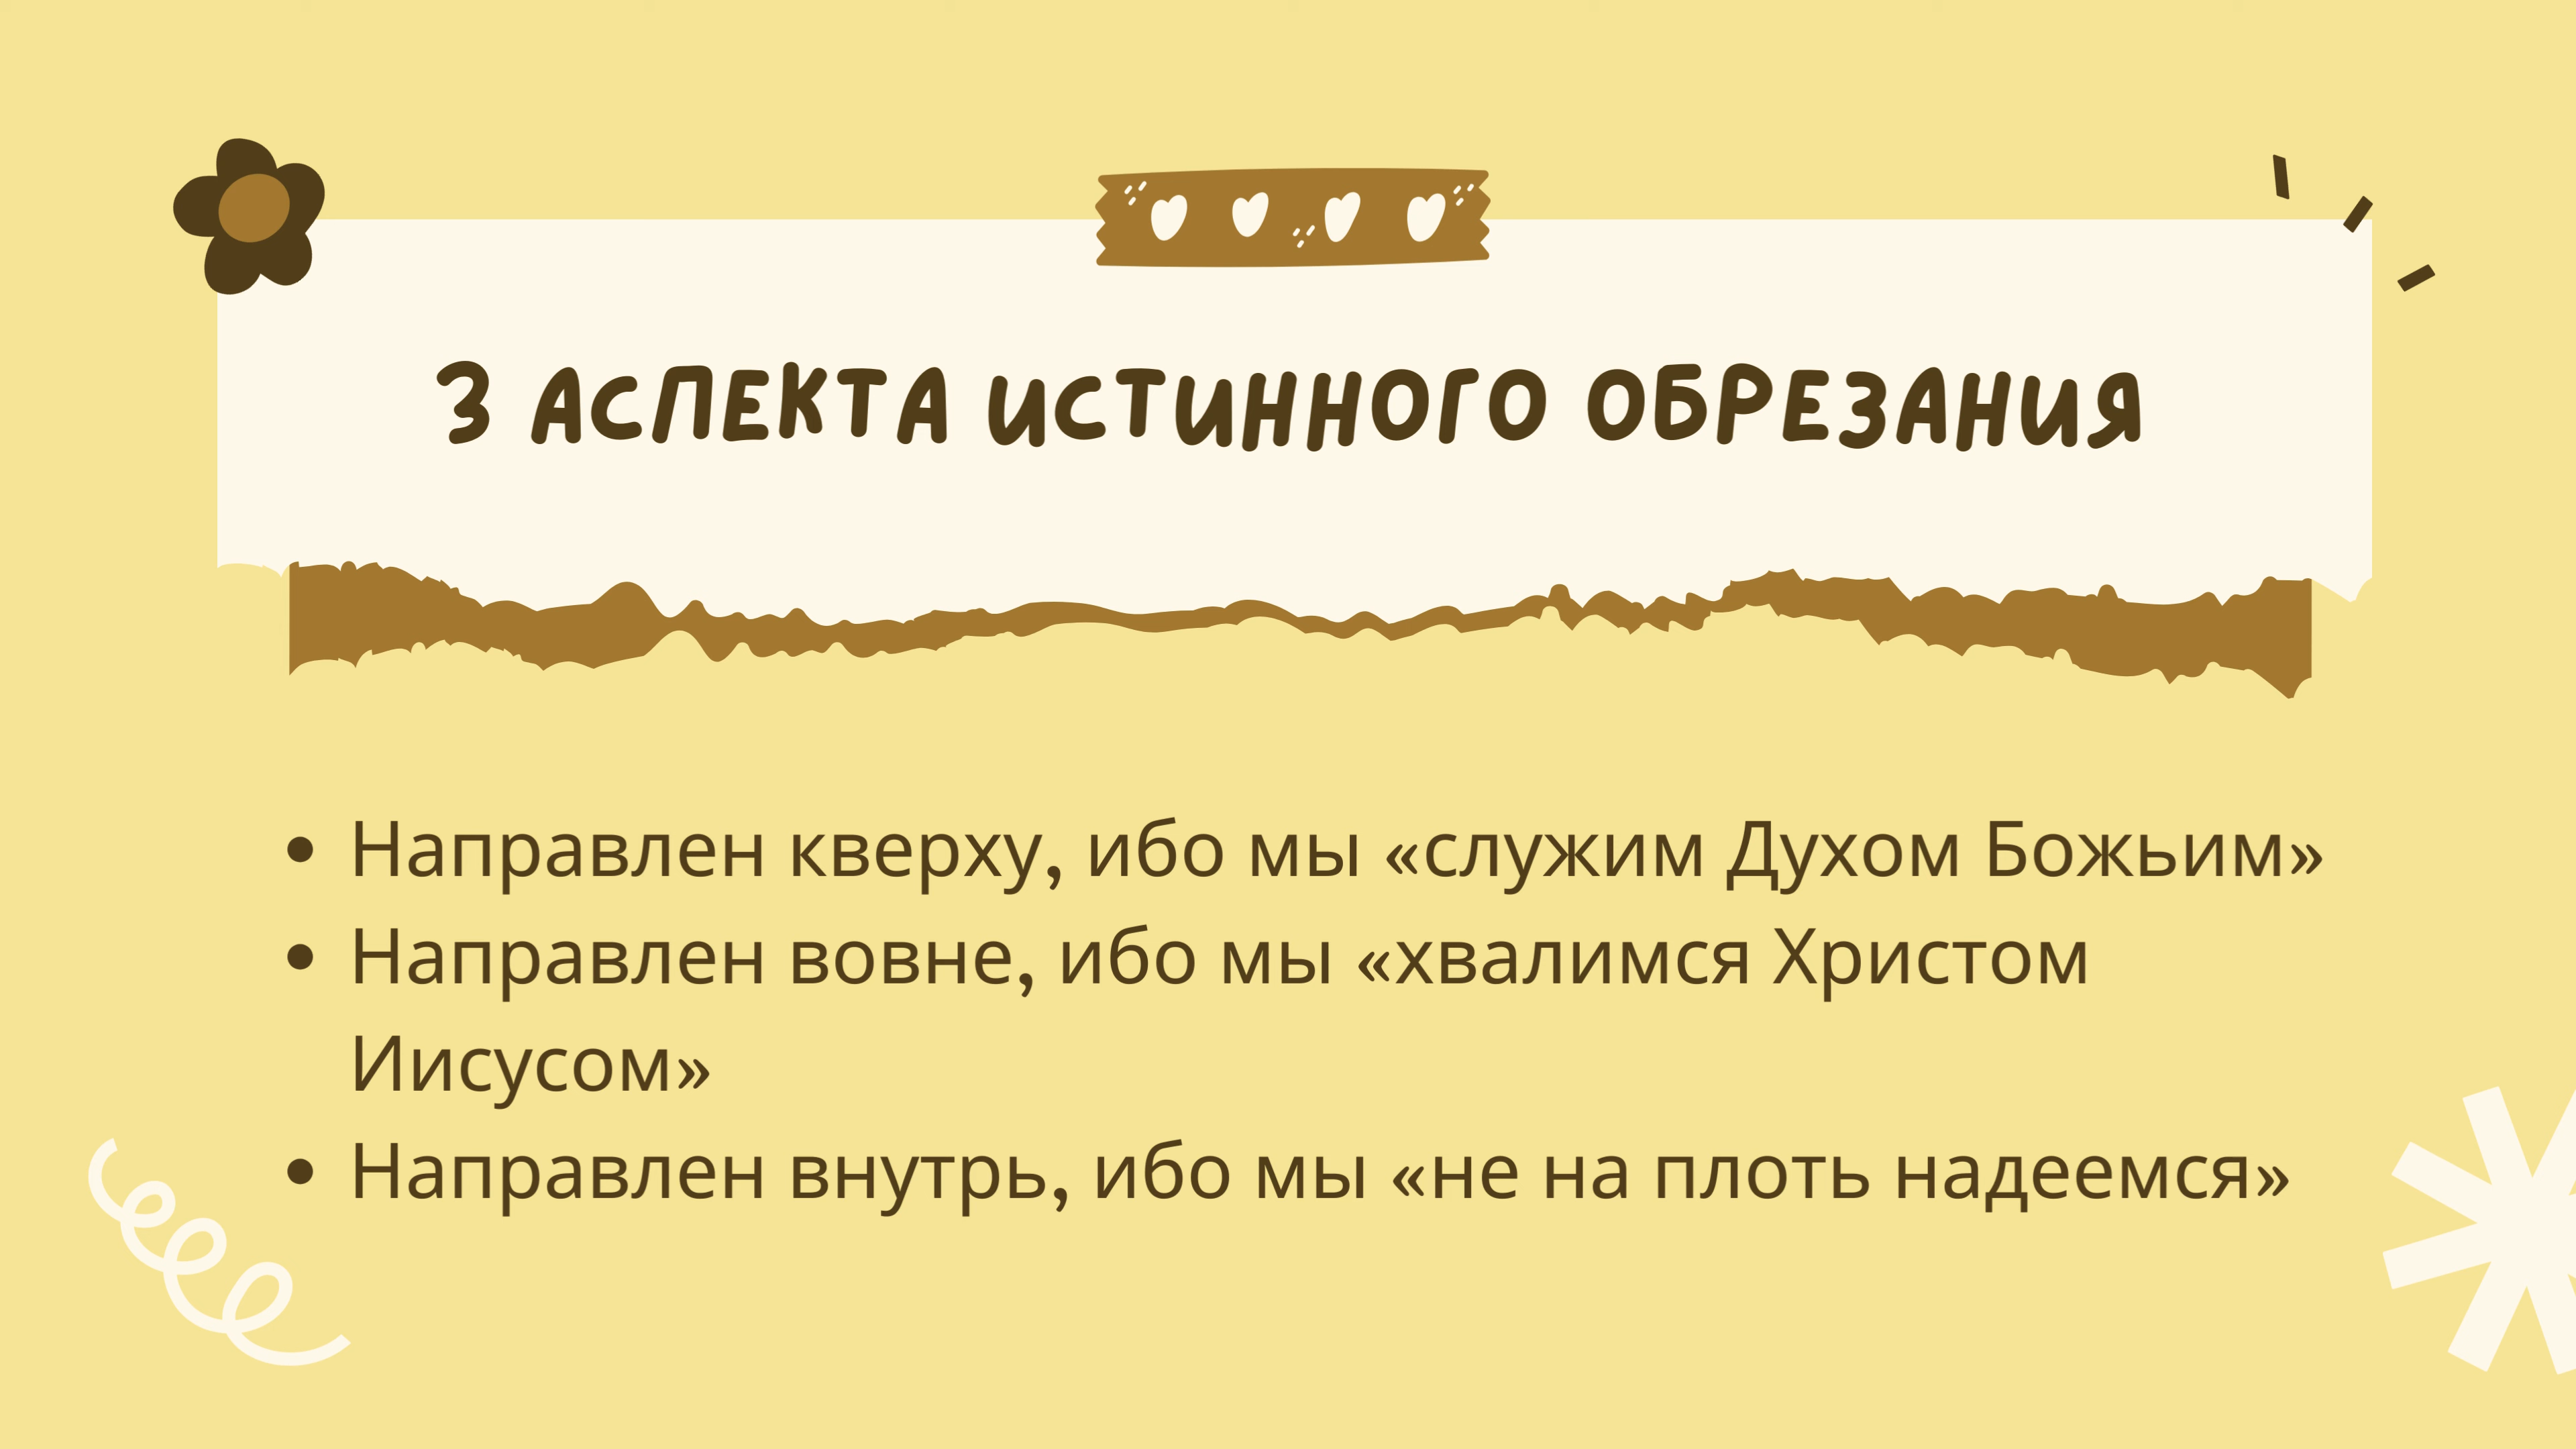 3 АСПЕКТА ИСТИННОГО ОБРЕЗАНИЯ
• Направлен кверху, ибо мы «служим Духом Божьим»
• Направлен вовне, ибо мы «хвалимся Христом
Иисусом»
• Направлен внутрь, ибо мы «не на плоть надеемся»